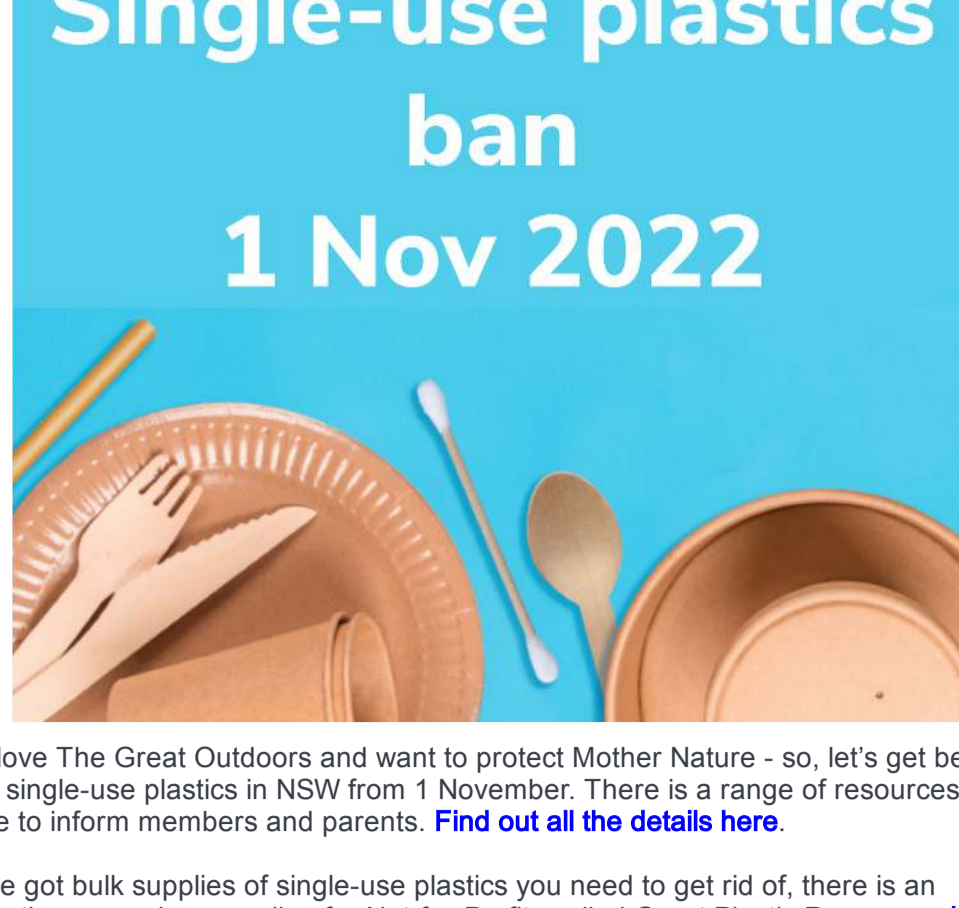 Single-use plastics
ban
1 Nov 2022
love The Great Outdoors and want to protect Mother Nature - so, let's get be
single-use plastics in NSW from 1 November. There is a range of resources
e to inform members and parents. Find out all the details here.
e got bulk supplies of single-use plastics you need to get rid of, there is an